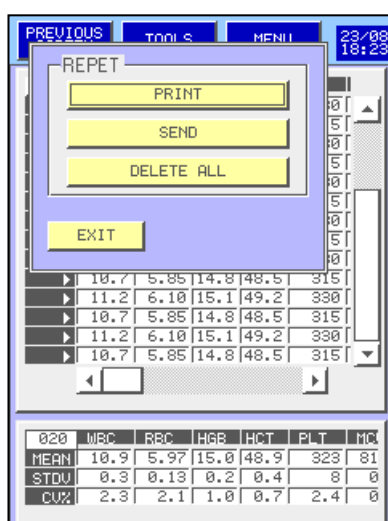 PREVIOUS TOOLS MENU 23/08
18:23
REPET
PRINT
SEND
DELETE ALL
EXIT
10.7 5.85 14.8 48.5 315
11.2 6.10 15.1 49.2 330
10.7 5.85 14.8 48.5 315
11.2 6.10 15.1 49.2 330
10.7 5.85 14.8 48.5 315
020 WBC RBC HGB HCT PLT MC
MEAN 10.9 5.97 15.0 48.9 323 81
STDV 0.3 0.13 0.2 0.4 8 0
CV% 2.3 2.1 1.0 0.7 2.4 0